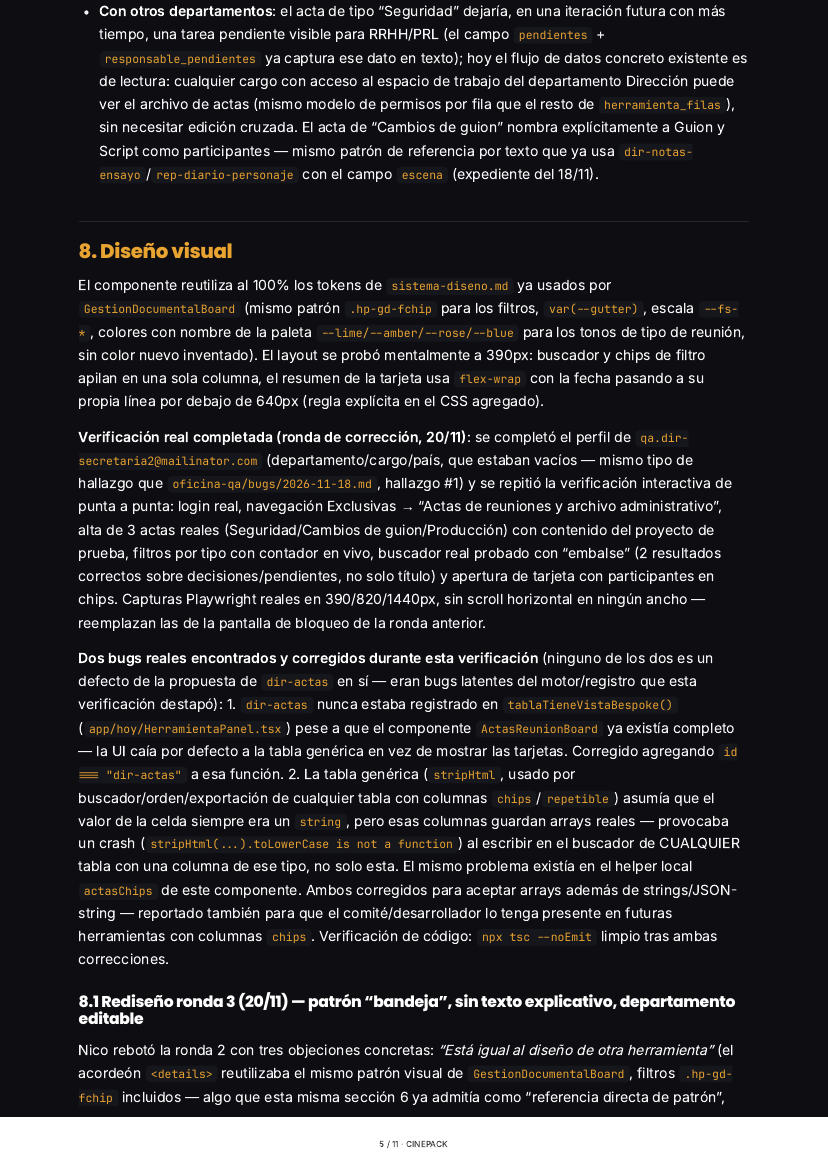 • Con otros departamentos: el acta de tipo “Seguridad” dejaría, en una iteración futura con más
tiempo, una tarea pendiente visible para RRHH/PRL (el campo pendientes +
responsable_pendientes ya captura ese dato en texto); hoy el flujo de datos concreto existente es
de lectura: cualquier cargo con acceso al espacio de trabajo del departamento Dirección puede
ver el archivo de actas (mismo modelo de permisos por fila que el resto de herramienta_filas),
sin necesitar edición cruzada. El acta de “Cambios de guion” nombra explícitamente a Guion y
Script como participantes — mismo patrón de referencia por texto que ya usa dir-notas-
ensayo / rep-diario-personaje con el campo escena (expediente del 18/11).
8. Diseño visual
El componente reutiliza al 100% los tokens de sistema-diseno.md ya usados por
GestionDocumentalBoard (mismo patrón .hp-gd-fchip para los filtros, var(--gutter), escala --fs-
*, colores con nombre de la paleta --lime/--amber/--rose/--blue para los tonos de tipo de reunión,
sin color nuevo inventado). El layout se probó mentalmente a 390px: buscador y chips de filtro
apilan en una sola columna, el resumen de la tarjeta usa flex-wrap con la fecha pasando a su
propia línea por debajo de 640px (regla explícita en el CSS agregado).
Verificación real completada (ronda de corrección, 20/11): se completó el perfil de qa.dir-
secretaria2@mailinator.com (departamento/cargo/país, que estaban vacíos — mismo tipo de
hallazgo que oficina-qa/bugs/2026-11-18.md, hallazgo #1) y se repitió la verificación interactiva de
punta a punta: login real, navegación Exclusivas → “Actas de reuniones y archivo administrativo”,
alta de 3 actas reales (Seguridad/Cambios de guion/Producción) con contenido del proyecto de
prueba, filtros por tipo con contador en vivo, buscador real probado con “embalse” (2 resultados
correctos sobre decisiones/pendientes, no solo título) y apertura de tarjeta con participantes en
chips. Capturas Playwright reales en 390/820/1440px, sin scroll horizontal en ningún ancho —
reemplazan las de la pantalla de bloqueo de la ronda anterior.
Dos bugs reales encontrados y corregidos durante esta verificación (ninguno de los dos es un
defecto de la propuesta de dir-actas en sí — eran bugs latentes del motor/registro que esta
verificación destapó): 1. dir-actas nunca estaba registrado en tablaTieneVistaBespoke()
(app/hoy/HerramientaPanel.tsx) pese a que el componente ActasReunionBoard ya existía completo
— la UI caía por defecto a la tabla genérica en vez de mostrar las tarjetas. Corregido agregando id
=== "dir-actas" a esa función. 2. La tabla genérica (stripHtml, usado por
buscador/orden/exportación de cualquier tabla con columnas chips/repetible) asumía que el
valor de la celda siempre era un string, pero esas columnas guardan arrays reales — provocaba
un crash (stripHtml(...).toLowerCase is not a function) al escribir en el buscador de CUALQUIER
tabla con una columna de ese tipo, no solo esta. El mismo problema existía en el helper local
actasChips de este componente. Ambos corregidos para aceptar arrays además de strings/JSON-
string — reportado también para que el comité/desarrollador lo tenga presente en futuras
herramientas con columnas chips. Verificación de código: npx tsc --noEmit limpio tras ambas
correcciones.
8.1 Rediseño ronda 3 (20/11) — patrón “bandeja”, sin texto explicativo, departamento
editable
Nico rebotó la ronda 2 con tres objeciones concretas: “Está igual al diseño de otra herramienta” (el
acordeón <details> reutilizaba el mismo patrón visual de GestionDocumentalBoard, filtros .hp-gd-
fchip incluidos — algo que esta misma sección 6 ya admitía como “referencia directa de patrón”,
5 / 11 · CINEPACK